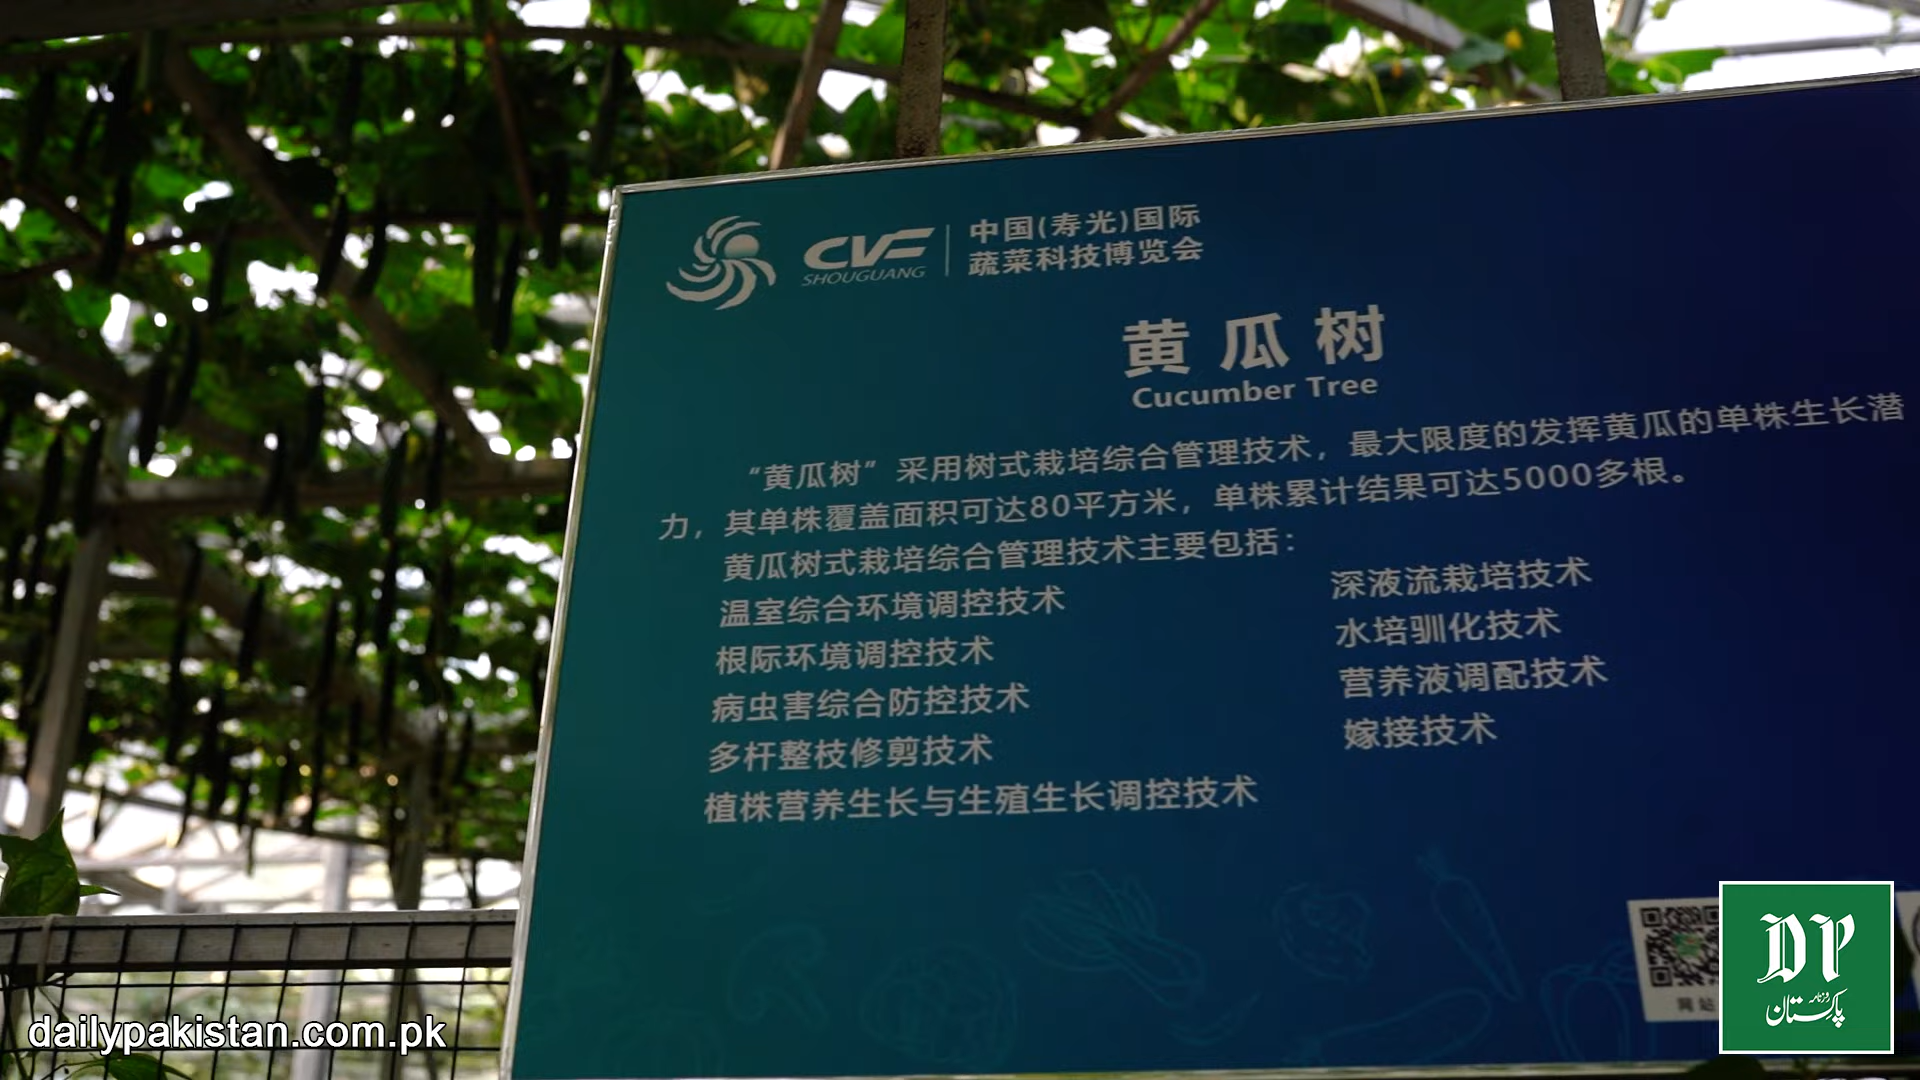 CVF
SHOUGUANG
中国(寿光)国际
蔬菜科技博览会
黄瓜树
Cucumber Tree
“黄瓜树”采用树式栽培综合管理技术，最大限度的发挥黄瓜的单株生长潜
力，其单株覆盖面积可达80平方米，单株累计结果可达5000多根。
黄瓜树式栽培综合管理技术主要包括：
温室综合环境调控技术
深液流栽培技术
根际环境调控技术
水培驯化技术
病虫害综合防控技术
营养液调配技术
多杆整枝修剪技术
嫁接技术
植株营养生长与生殖生长调控技术
网站
DP
روزنامہ
پاکستان
dailypakistan.com.pk